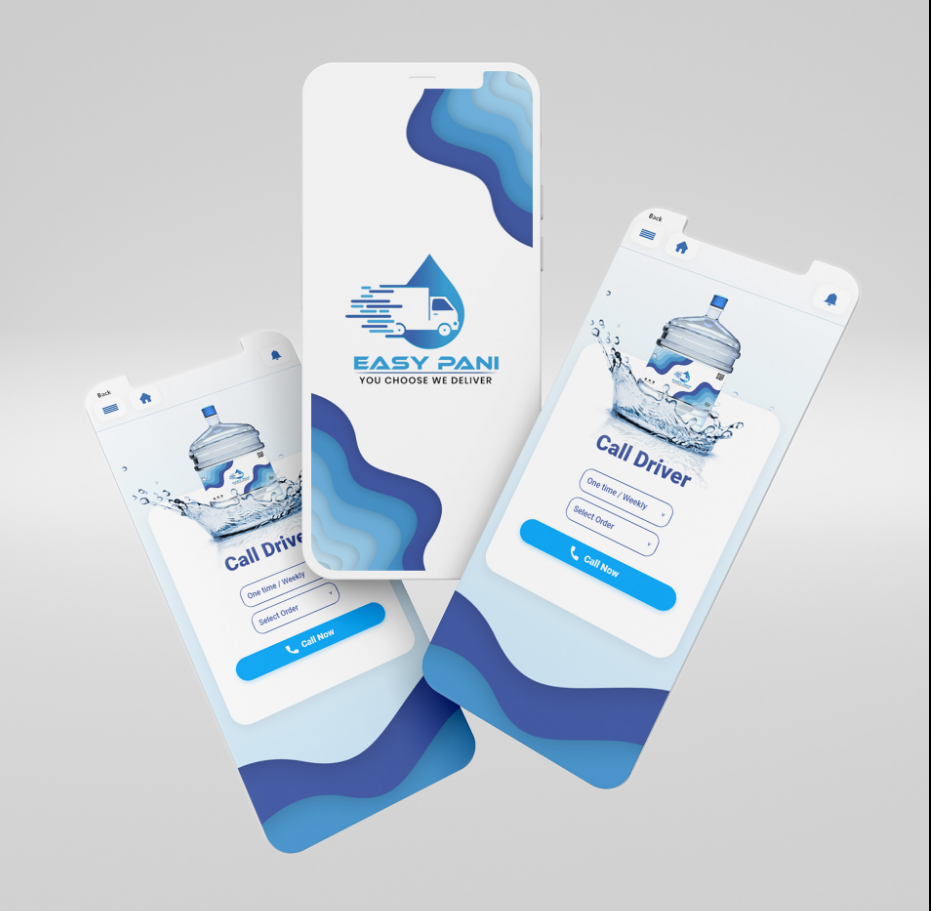 EASY PANI
YOU CHOOSE WE DELIVER
Back
Call Drive
One time / Weekly
Select Order
Call Now
Back
Call Driver
One time / Weekly
Select Order
Call Now